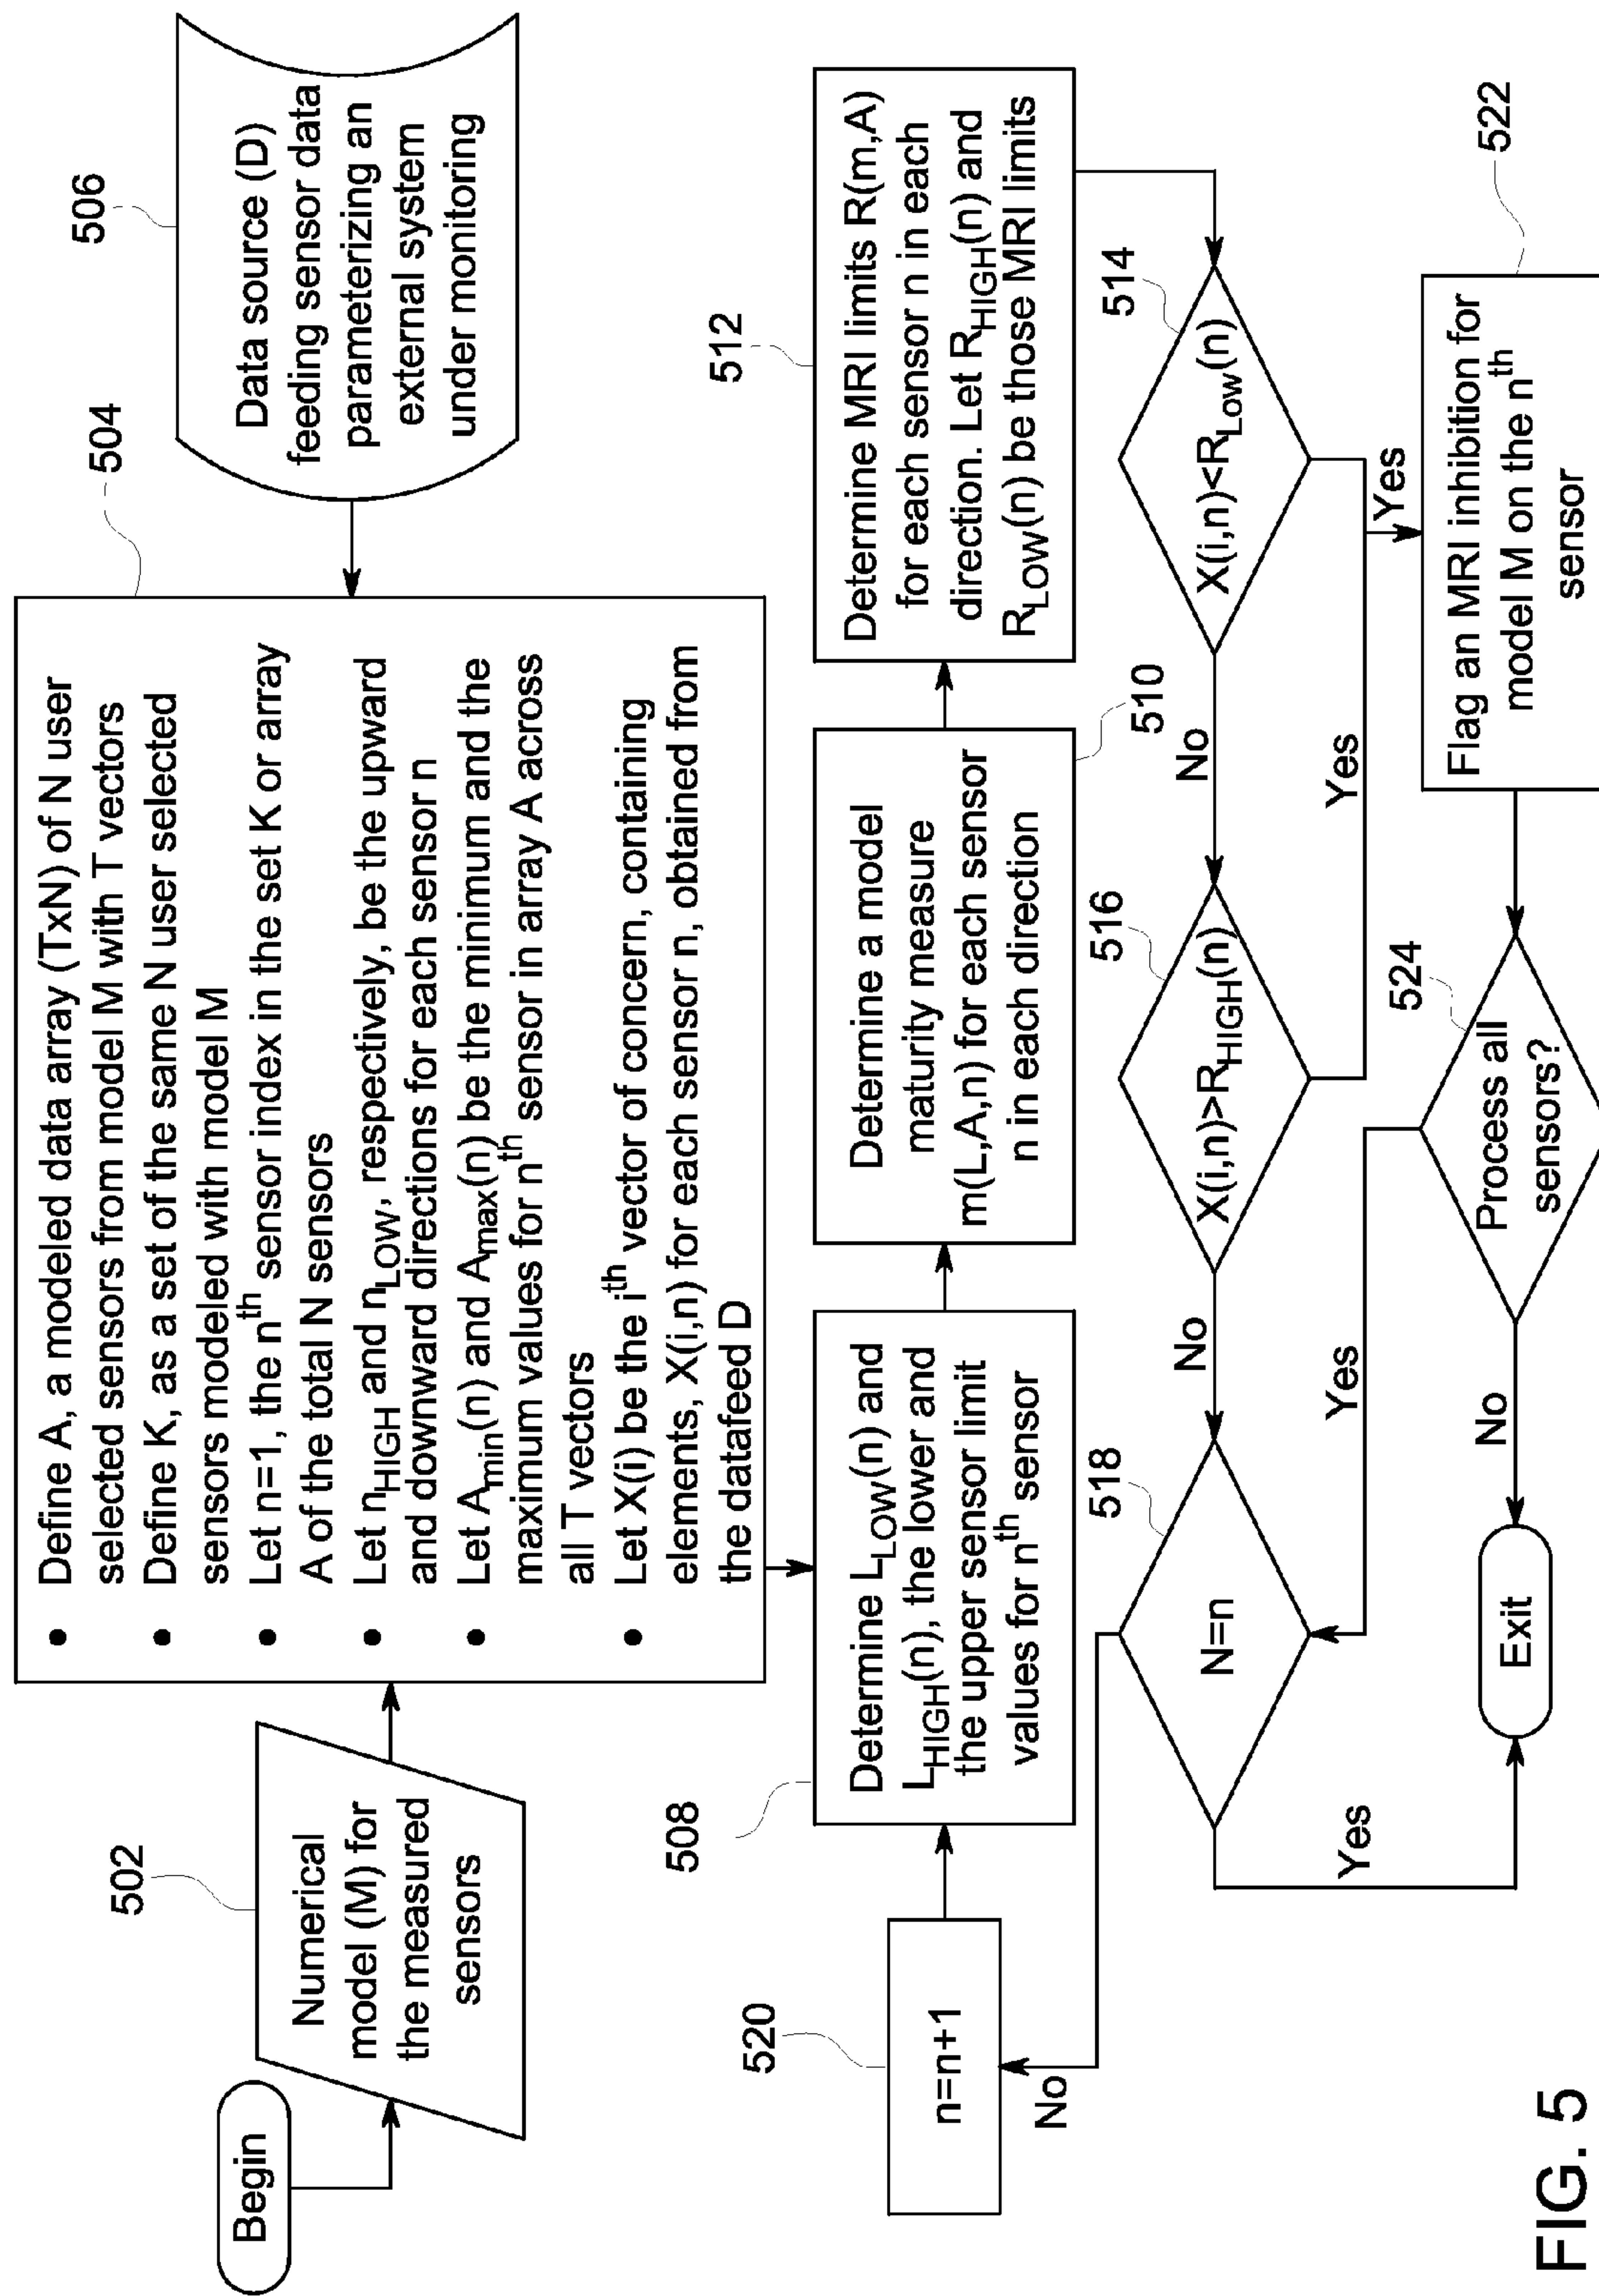 Begin
502
Numerical
model (M) for
the measured
sensors
504
• Define A, a modeled data array (TxN) of N user
selected sensors from model M with T vectors
• Define K, as a set of the same N user selected
sensors modeled with model M
• Let n=1, the nth sensor index in the set K or array
A of the total N sensors
• Let nHIGH and nLOW, respectively, be the upward
and downward directions for each sensor n
• Let Amin(n) and Amax(n) be the minimum and the
maximum values for nth sensor in array A across
all T vectors
• Let X(i) be the ith vector of concern, containing
elements, X(i,n) for each sensor n, obtained from
the datafeed D
506
Data source (D)
feeding sensor data
parameterizing an
external system
under monitoring
520
n=n+1
508
Determine LLOW(n) and
LHIGH(n), the lower and
the upper sensor limit
values for nth sensor
510
Determine a model
maturity measure
m(L,A,n) for each sensor
n in each direction
512
Determine MRI limits R(m,A)
for each sensor n in each
direction. Let RHIGH(n) and
RLOW(n) be those MRI limits
No
518
N=n
No
516
X(i,n)>RHIGH(n)
No
514
X(i,n)<RLow(n)
Yes
Yes
Yes
Yes
Exit
No
524
Process all
sensors?
Flag an MRI inhibition for
model M on the nth
sensor
522
FIG. 5